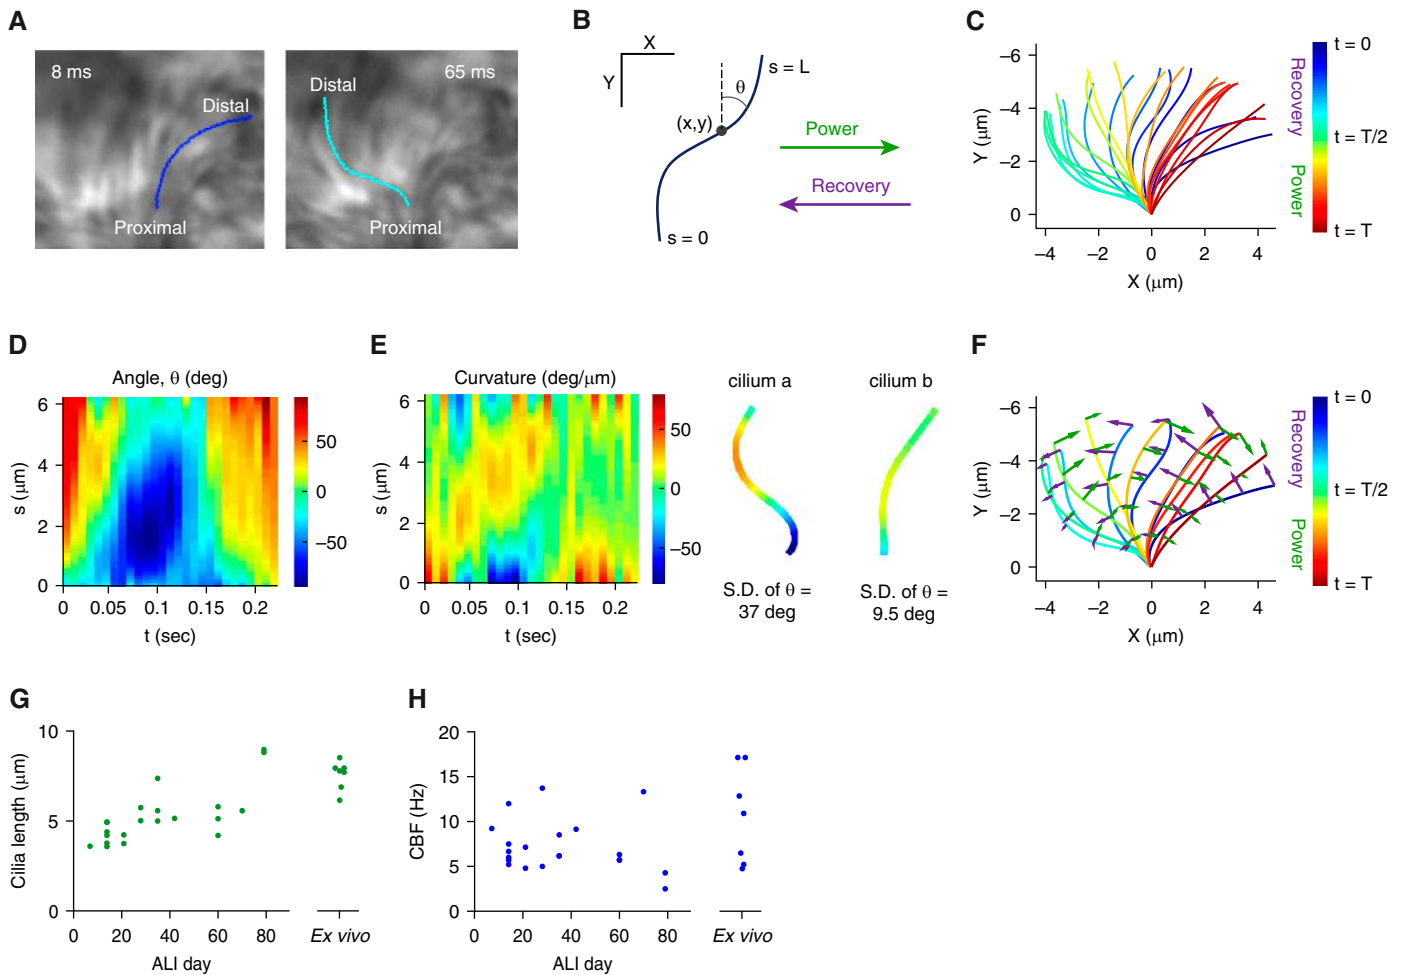 A
8 ms
Distal
Proximal
65 ms
Distal
Proximal
B
X
Y
θ
s = L
(x,y)
s = 0
Power
Recovery
C
–6
–4
–2
0
Y (μm)
–4
–2
0
2
4
X (μm)
t = 0
t = T/2
t = T
Recovery
Power
D
Angle, θ (deg)
6
4
2
0
s (μm)
0
0.05
0.1
0.15
0.2
t (sec)
50
0
–50
E
Curvature (deg/μm)
6
4
2
0
s (μm)
0
0.05
0.1
0.15
0.2
t (sec)
50
0
–50
cilium a
S.D. of θ =
37 deg
cilium b
S.D. of θ =
9.5 deg
F
–6
–4
–2
0
Y (μm)
–4
–2
0
2
4
X (μm)
t = 0
t = T/2
t = T
Recovery
Power
G
10
5
0
Cilia length (μm)
0
20
40
60
80
Ex vivo
ALI day
H
20
15
10
5
0
CBF (Hz)
0
20
40
60
80
Ex vivo
ALI day